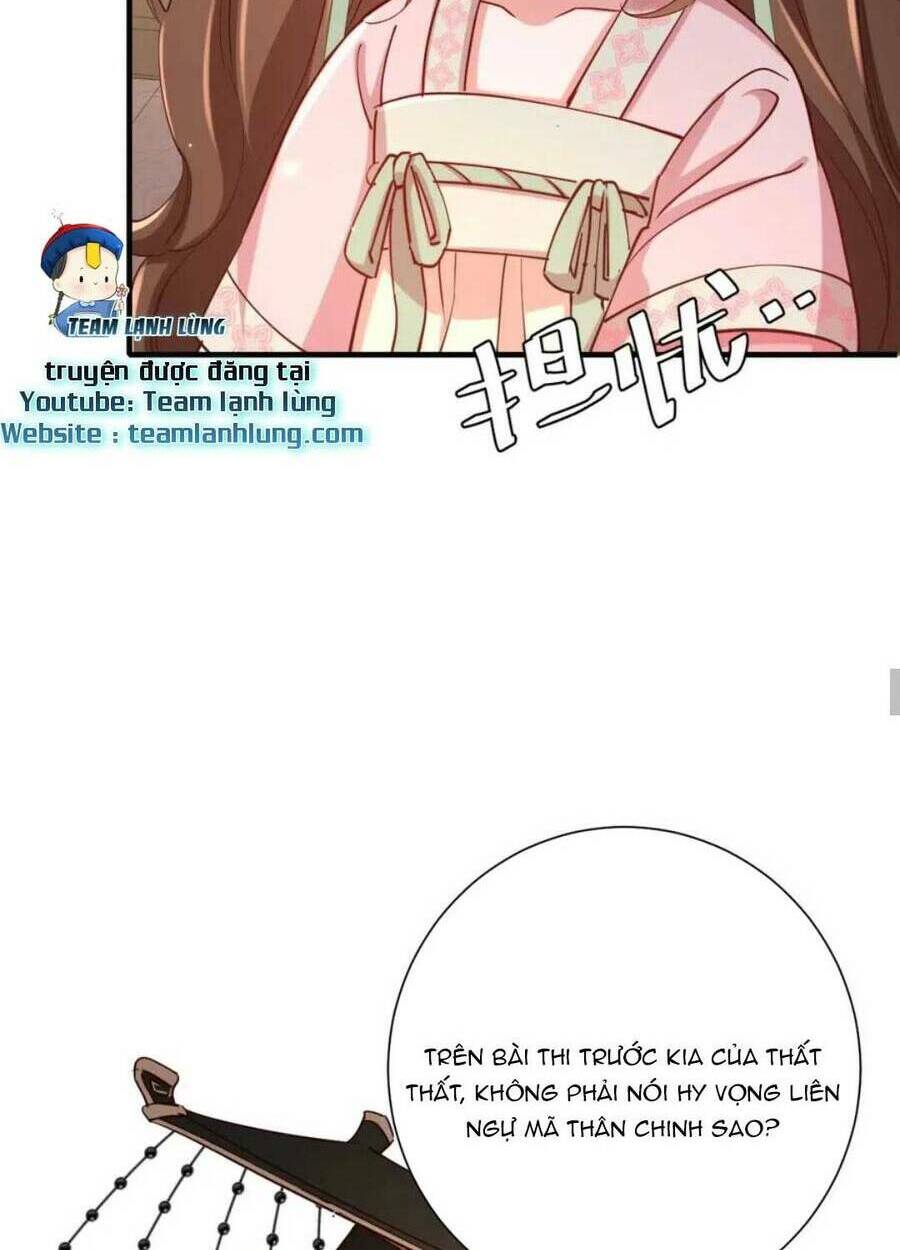 TEAM LẠNH LÙNG
truyện được đăng tại
Youtube: Team lạnh lùng
Website : teamlanhlung.com
担忧..
TRÊN BÀI THI TRƯỚC KIA CỦA THẤT
THẤT, KHÔNG PHẢI NÓI HY VỌNG LIÊN
NGỰ MÃ THÂN CHINH SAO?